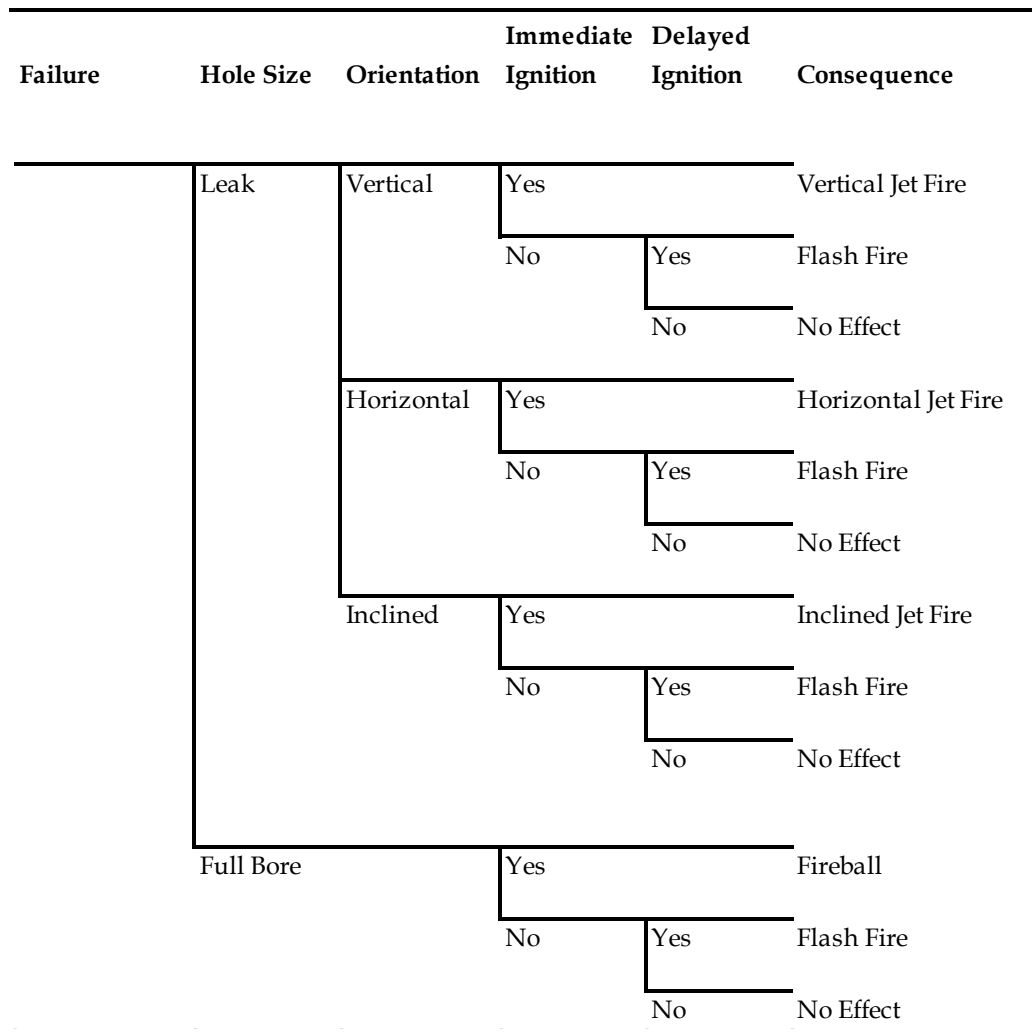 Immediate Delayed
Failure Hole Size Orientation Ignition Ignition Consequence
Leak Vertical Yes Vertical Jet Fire
No Yes Flash Fire
No No Effect
Horizontal Yes Horizontal Jet Fire
No Yes Flash Fire
No No Effect
Inclined Yes Inclined Jet Fire
No Yes Flash Fire
No No Effect
Full Bore Yes Fireball
No Yes Flash Fire
No No Effect